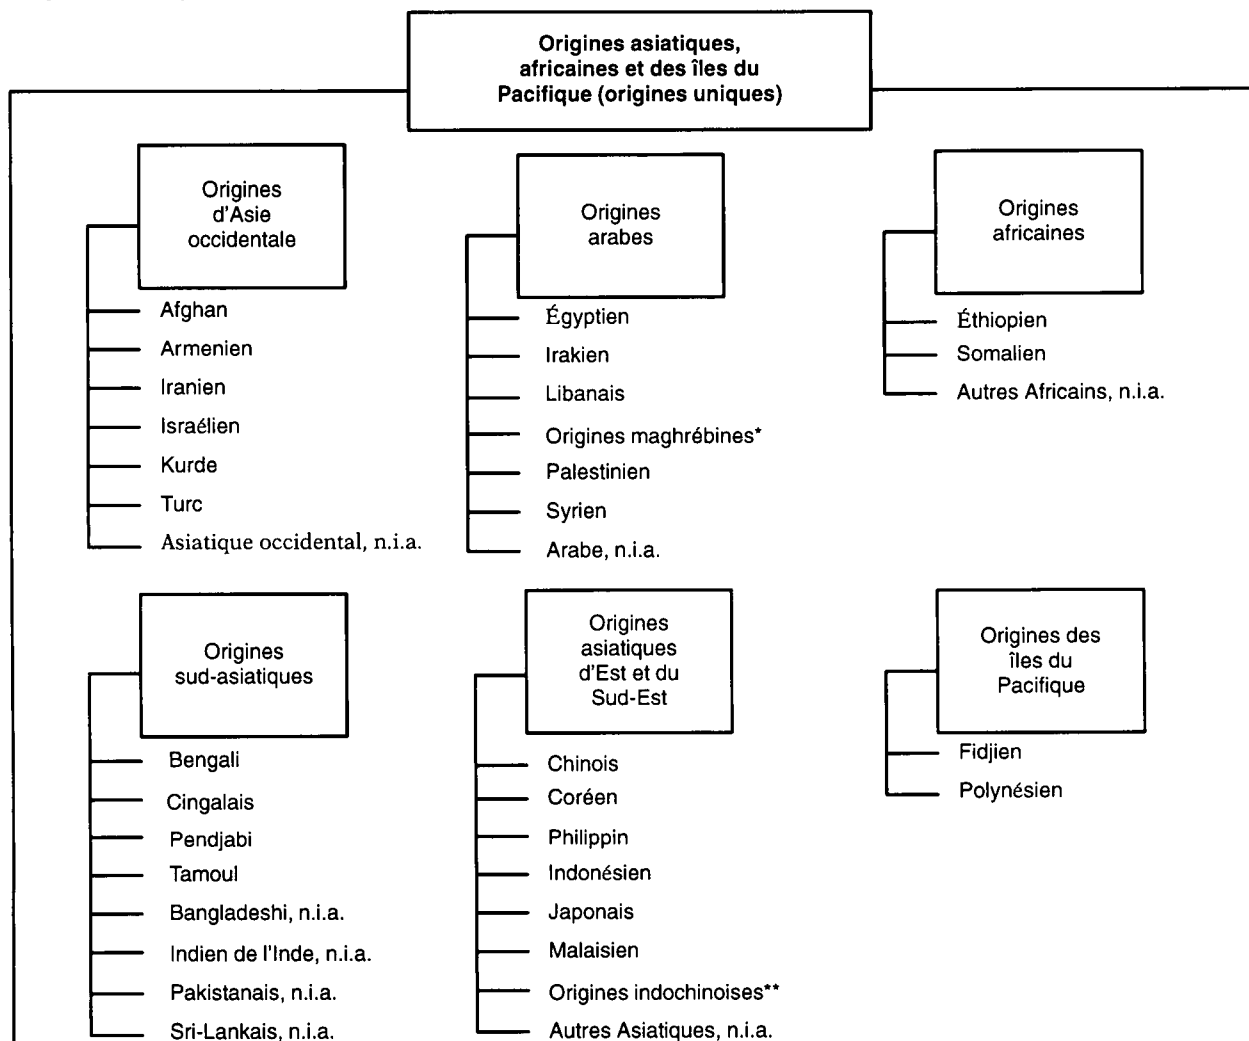 Origines asiatiques,
africaines et des îles du
Pacifique (origines uniques)
Origines
d'Asie
occidentale
Afghan
Armenien
Iranien
Israélien
Kurde
Turc
Asiatique occidental, n.i.a.
Origines
arabes
Égyptien
Irakien
Libanais
Origines maghrébines*
Palestinien
Syrien
Arabe, n.i.a.
Origines
africaines
Éthiopien
Somalien
Autres Africains, n.i.a.
Origines
sud-asiatiques
Bengali
Cingalais
Pendjabi
Tamoul
Bangladeshi, n.i.a.
Indien de l'Inde, n.i.a.
Pakistanais, n.i.a.
Sri-Lankais, n.i.a.
Origines
asiatiques
d'Est et du
Sud-Est
Chinois
Coréen
Philippin
Indonésien
Japonais
Malaisien
Origines indochinoises**
Autres Asiatiques, n.i.a.
Origines des
îles du
Pacifique
Fidjien
Polynésien